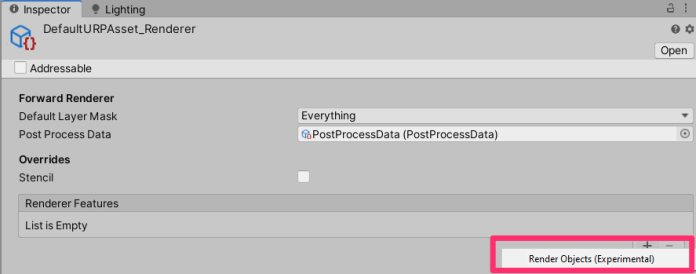 Inspector
Lighting
DefaultURPAsset_Renderer
Open
Addressable
Forward Renderer
Default Layer Mask
Everything
Post Process Data
PostProcessData (PostProcessData)
Overrides
Stencil
Renderer Features
List is Empty
Render Objects (Experimental)